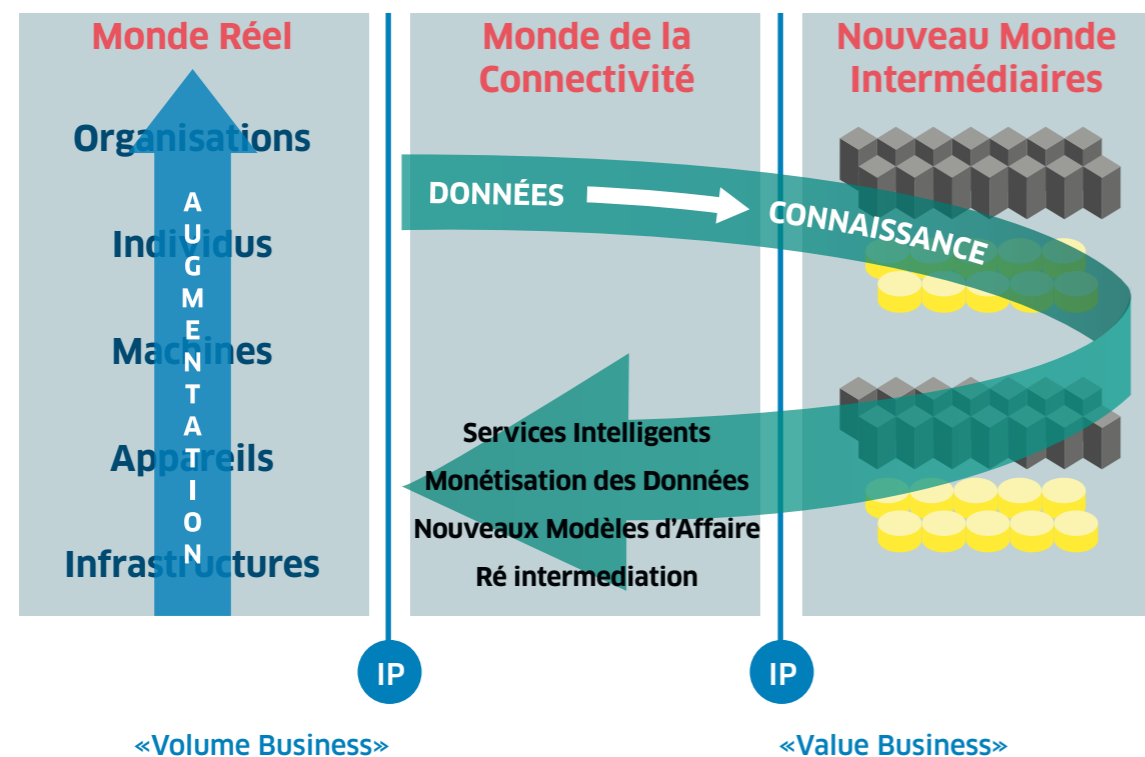 Monde Réel
Organisations
Individus
Machines
Appareils
Infrastructures
AUGMENTATION
Monde de la
Connectivité
DONNÉES
CONNAISSANCE
Services Intelligents
Monétisation des Données
Nouveaux Modèles d’Affaire
Ré intermediation
Nouveau Monde
Intermédiaires
IP
IP
«Volume Business»
«Value Business»